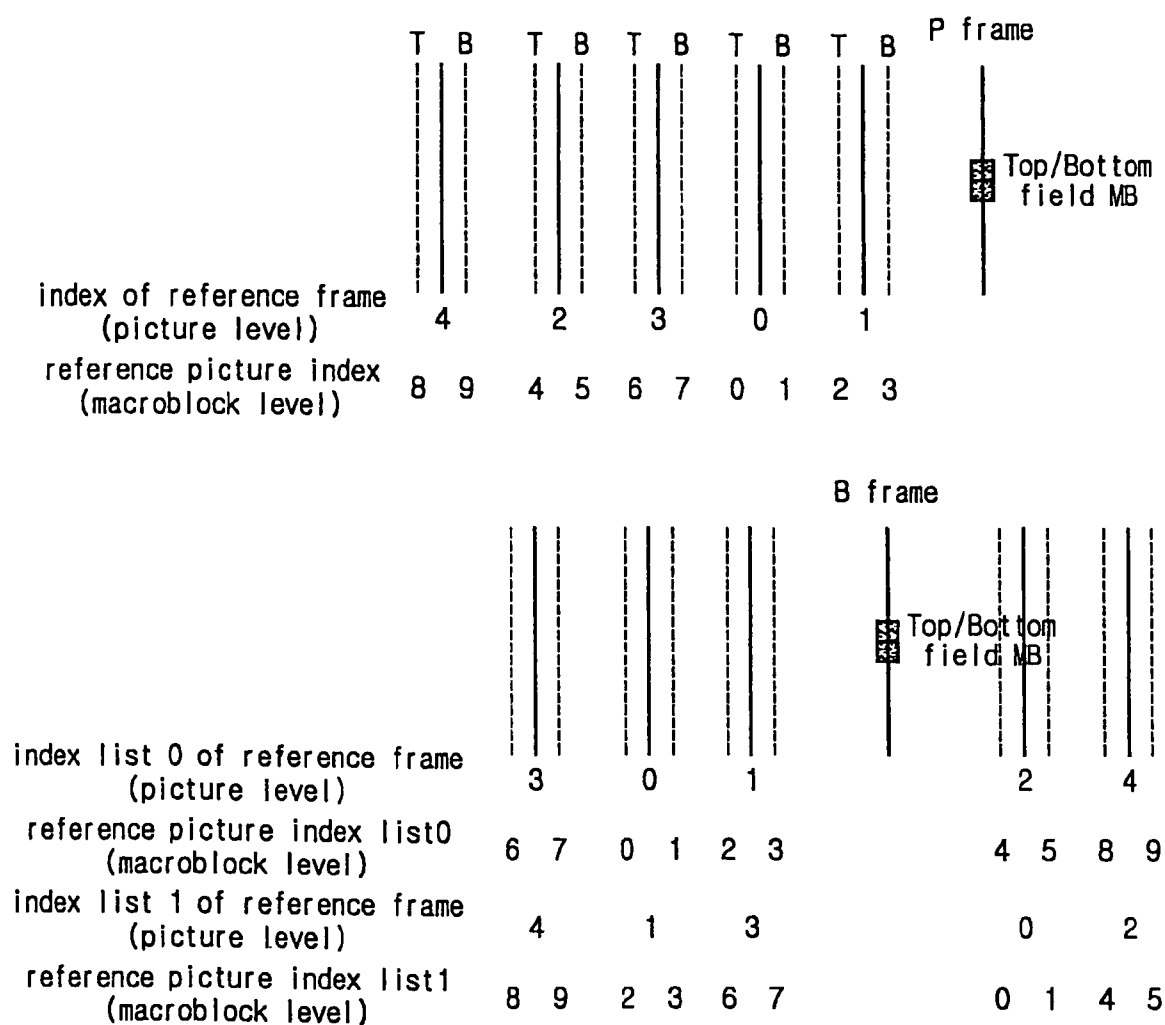 P frame
T B T B T B T B T B
Top/Bottom
field MB
index of reference frame
(picture level)
4 2 3 0 1
reference picture index
(macroblock level)
8 9 4 5 6 7 0 1 2 3
B frame
Top/Bottom
field MB
index list 0 of reference frame
(picture level)
3 0 1 2 4
reference picture index list0
(macroblock level)
6 7 0 1 2 3 4 5 8 9
index list 1 of reference frame
(picture level)
4 1 3 0 2
reference picture index list1
(macroblock level)
8 9 2 3 6 7 0 1 4 5